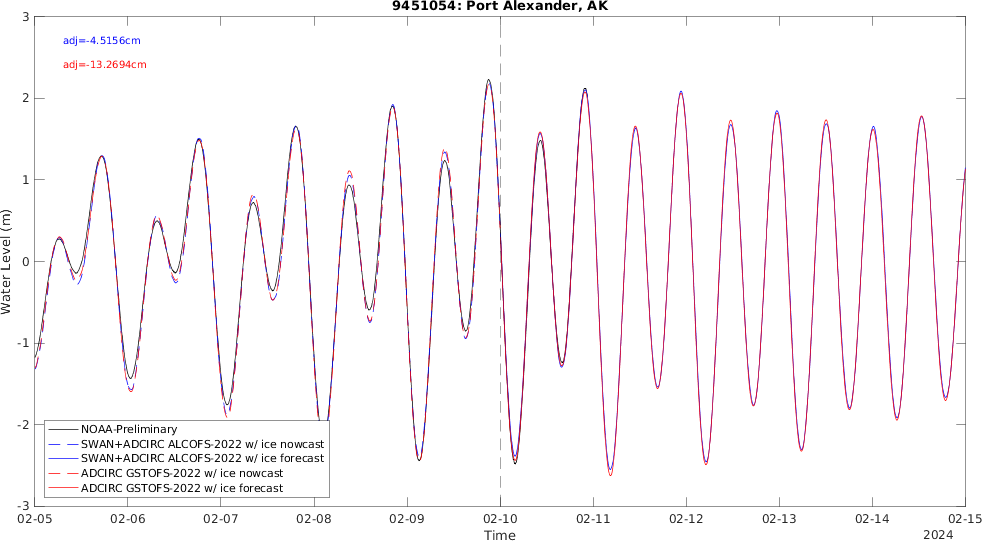 9451054: Port Alexander, AK
adj=-4.5156cm
adj=-13.2694cm
Water Level (m)
3
2
1
0
-1
-2
-3
NOAA-Preliminary
SWAN+ADCIRC ALCOFS-2022 w/ ice nowcast
SWAN+ADCIRC ALCOFS-2022 w/ ice forecast
ADCIRC GSTOFS-2022 w/ ice nowcast
ADCIRC GSTOFS-2022 w/ ice forecast
02-05 02-06 02-07 02-08 02-09 02-10 02-11 02-12 02-13 02-14 02-15
Time
2024